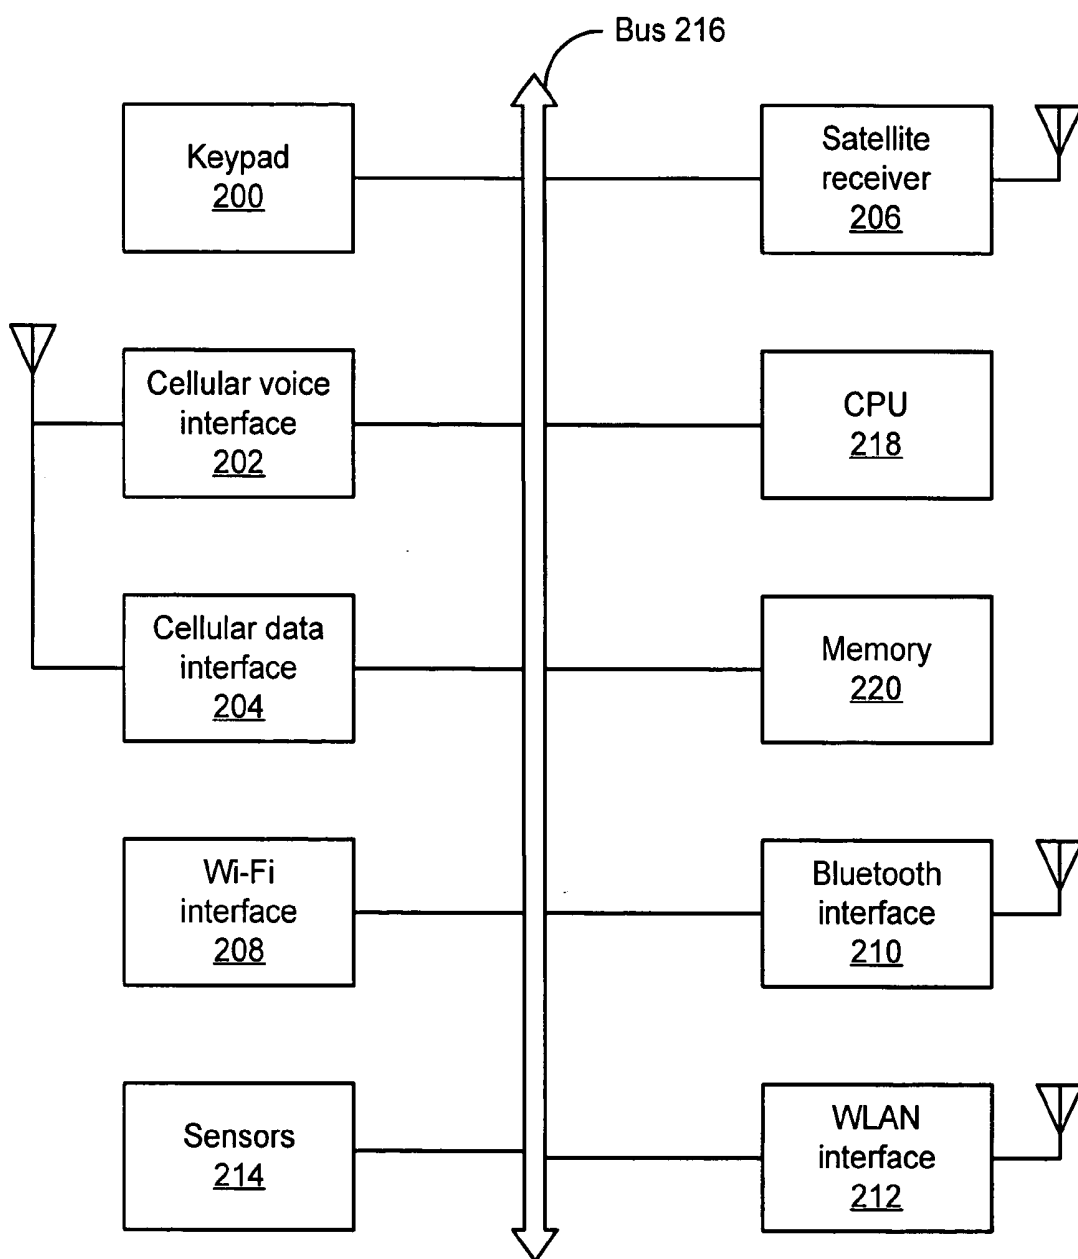 Bus 216
Keypad
200
Satellite
receiver
206
Cellular voice
interface
202
CPU
218
Cellular data
interface
204
Memory
220
Wi-Fi
interface
208
Bluetooth
interface
210
Sensors
214
WLAN
interface
212